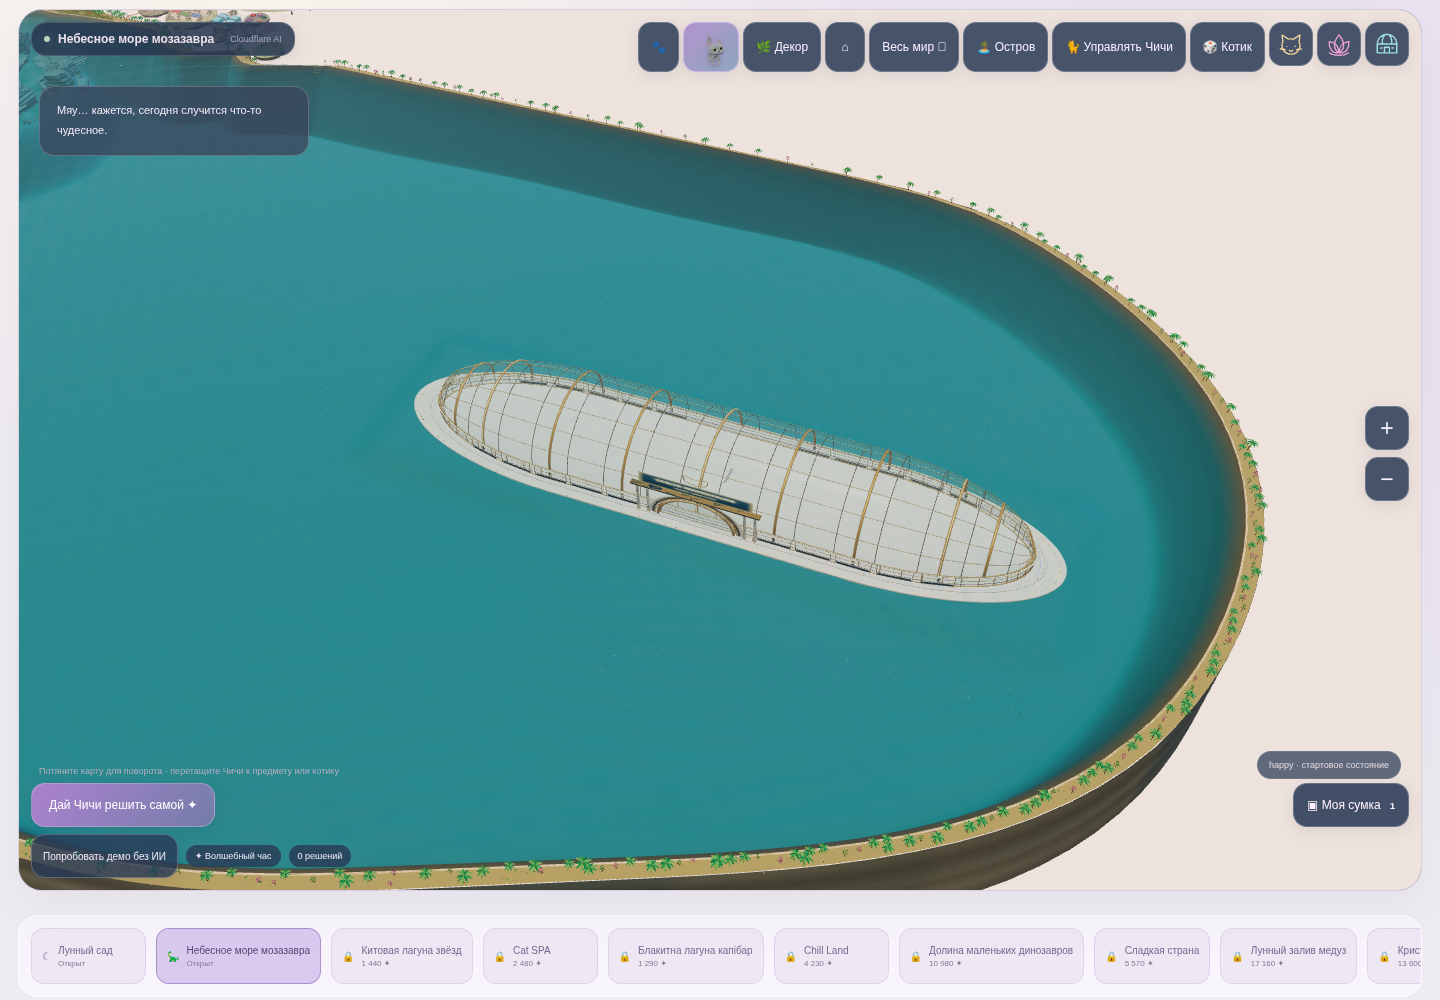 Небесное море мозазавра Cloudflare AI
🌿 Декор
Весь мир
🏝 Остров
🐈 Управлять Чичи
🎲 Котик
Мяу… кажется, сегодня случится что-то
чудесное.
+
−
Потяните карту для поворота · перетащите Чичи к предмету или котику
Дай Чичи решить самой ✦
Попробовать демо без ИИ
✦ Волшебный час
0 решений
happy · стартовое состояние
▣ Моя сумка 1
Лунный сад
Открыт
Небесное море мозазавра
Открыт
Китовая лагуна звёзд
1 440 ✦
Cat SPA
2 480 ✦
Блакитна лагуна капібар
1 290 ✦
Chill Land
4 230 ✦
Долина маленьких динозавров
10 980 ✦
Сладкая страна
5 570 ✦
Лунный залив медуз
17 160 ✦